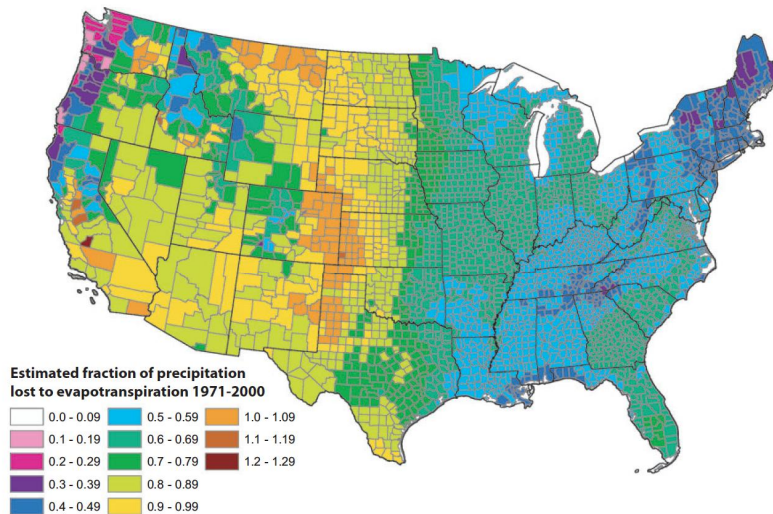 Estimated fraction of precipitation
lost to evapotranspiration 1971-2000
0.0 - 0.09
0.5 - 0.59
1.0 - 1.09
0.1 - 0.19
0.6 - 0.69
1.1 - 1.19
0.2 - 0.29
0.7 - 0.79
1.2 - 1.29
0.3 - 0.39
0.8 - 0.89
0.4 - 0.49
0.9 - 0.99